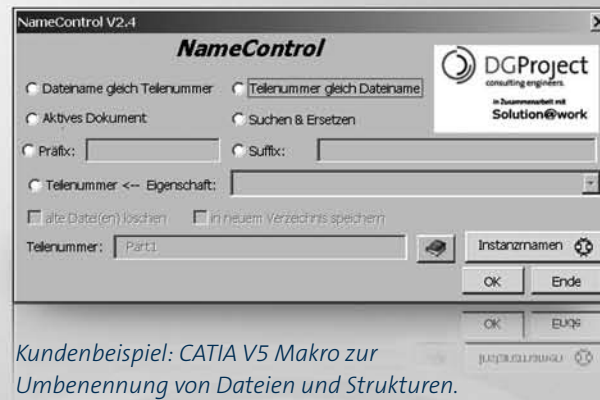 NameControl V2.4
NameControl
DGProject
consulting engineers.
in Zusammenarbeit mit
Solution@work
Dateiname gleich Teilenummer
Teilenummer gleich Dateiname
Aktives Dokument
Suchen & Ersetzen
Präfix:
Suffix:
Teilenummer <-- Eigenschaft:
alte Datei(en) löschen
in neuem Verzeichnis speichern
Teilenummer:
Part1
Instanznamen
OK
Ende
Kundenbeispiel: CATIA V5 Makro zur
Umbenennung von Dateien und Strukturen.